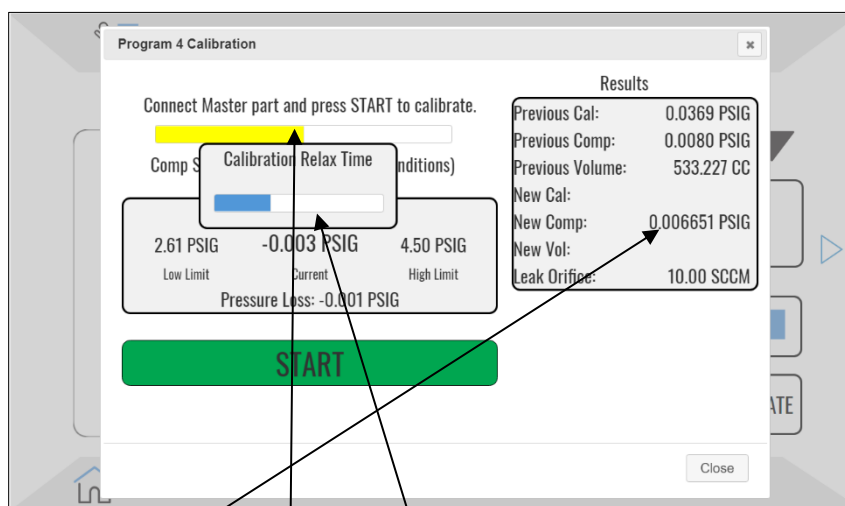 Program 4 Calibration
Connect Master part and press START to calibrate.
Comp S
nditions)
Calibration Relax Time
2.61 PSIG
-0.003 PSIG
4.50 PSIG
Low Limit
Current
High Limit
Pressure Loss: -0.001 PSIG
START
Results
Previous Cal: 0.0369 PSIG
Previous Comp: 0.0080 PSIG
Previous Volume: 533.227 CC
New Cal:
New Comp: 0.006651 PSIG
New Vol:
Leak Orifice: 10.00 SCCM
ATE
Close